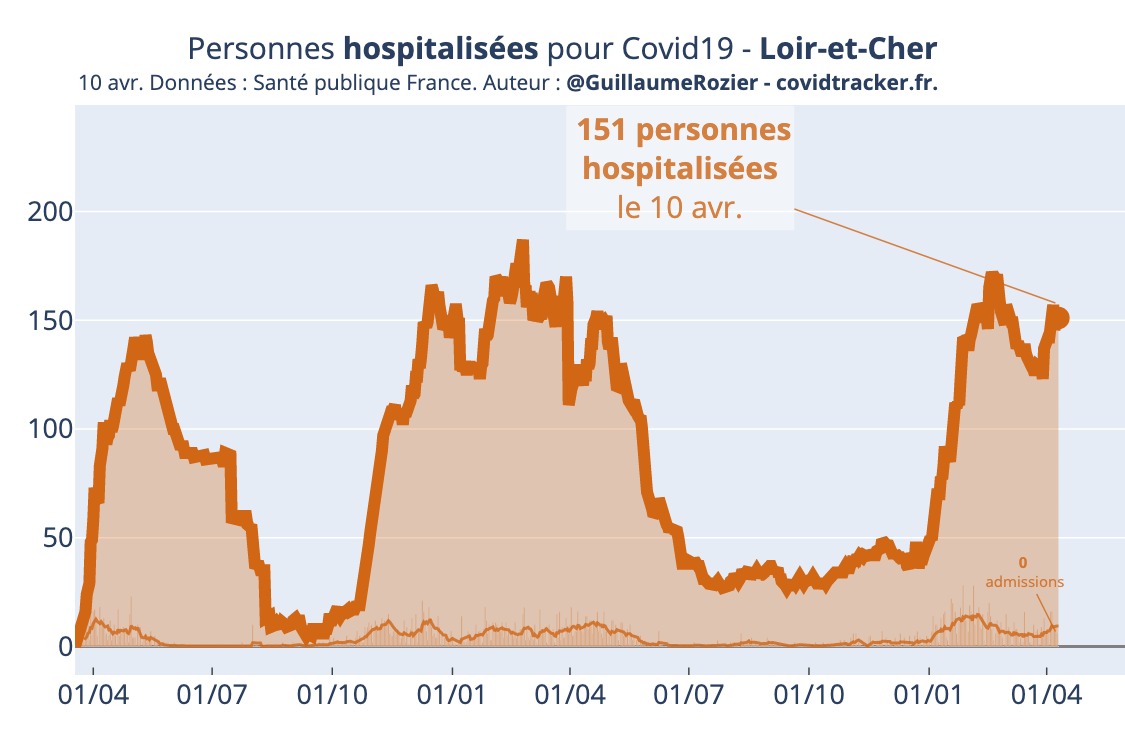 Personnes hospitalisées pour Covid19 - Loir-et-Cher
10 avr. Données : Santé publique France. Auteur : @GuillaumeRozier - covidtracker.fr.
151 personnes
hospitalisées
le 10 avr.
200
150
100
50
0
0
admissions
01/04
01/07
01/10
01/01
01/04
01/07
01/10
01/01
01/04